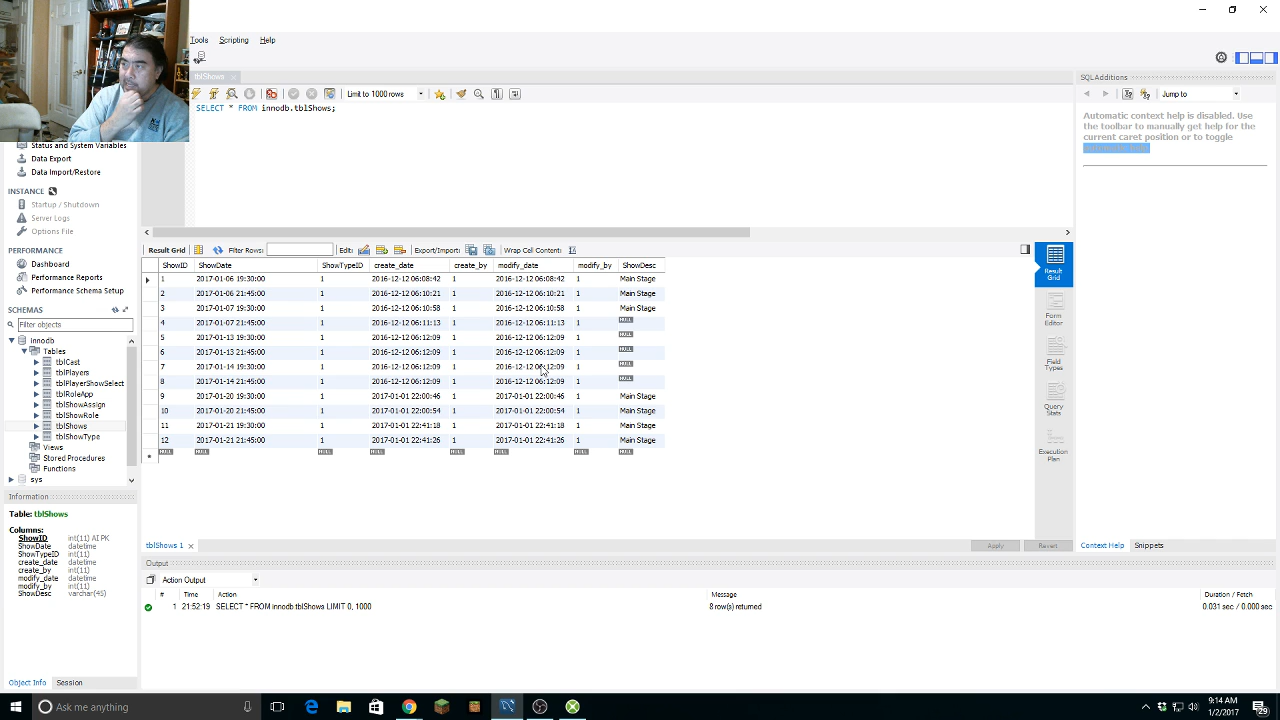 Tools Scripting Help
tblShows
Limit to 1000 rows
SELECT * FROM innodb.tblShows;
SQLAdditions
Jump to
Automatic context help is disabled. Use
the toolbar to manually get help for the
current caret position or to toggle
Status and System Variables
Data Export
Data Import/Restore
INSTANCE
Startup / Shutdown
Server Logs
Options File
PERFORMANCE
Dashboard
Performance Reports
Performance Schema Setup
SCHEMAS
Filter objects
innodb
Tables
tblCast
tblPlayers
tblPlayerShowSelect
tblRoleApp
tblShowAssign
tblShowRole
tblShows
tblShowType
Views
Stored Procedures
Functions
sys
Information
Table: tblShows
Columns:
ShowID int(11) AI PK
ShowDate datetime
ShowTypeID int(11)
create_date datetime
create_by int(11)
modify_date datetime
modify_by int(11)
ShowDesc varchar(45)
Object Info Session
Result Grid Filter Rows: Edit: Export/Import: Wrap Cell Content:
ShowID ShowDate ShowTypeID create_date create_by modify_date modify_by ShowDesc
1 2017-01-06 19:30:00 1 2016-12-12 06:08:42 1 2016-12-12 06:08:42 1 Main Stage
2 2017-01-06 21:45:00 1 2016-12-12 06:10:21 1 2016-12-12 06:10:21 1 Main Stage
3 2017-01-07 19:30:00 1 2016-12-12 06:10:53 1 2016-12-12 06:10:53 1 Main Stage
4 2017-01-07 21:45:00 1 2016-12-12 06:11:13 1 2016-12-12 06:11:13 1 NULL
5 2017-01-13 19:30:00 1 2016-12-12 06:12:09 1 2016-12-12 06:12:09 1 NULL
6 2017-01-13 21:45:00 1 2016-12-12 06:12:09 1 2016-12-12 06:12:09 1 NULL
7 2017-01-14 19:30:00 1 2016-12-12 06:12:09 1 2016-12-12 06:12:09 1 NULL
8 2017-01-14 21:45:00 1 2016-12-12 06:12:09 1 2016-12-12 06:12:09 1 NULL
9 2017-01-20 19:30:00 1 2017-01-01 22:00:46 1 2017-01-01 22:00:46 1 Main Stage
10 2017-01-20 21:45:00 1 2017-01-01 22:00:54 1 2017-01-01 22:00:54 1 Main Stage
11 2017-01-21 19:30:00 1 2017-01-01 22:41:18 1 2017-01-01 22:41:18 1 Main Stage
12 2017-01-21 21:45:00 1 2017-01-01 22:41:26 1 2017-01-01 22:41:26 1 Main Stage
NULL NULL NULL NULL NULL NULL NULL NULL
Result
Grid
Form
Editor
Field
Types
Query
Stats
Execution
Plan
tblShows 1
Apply Revert
Context Help Snippets
Output
Action Output
# Time Action Message Duration / Fetch
1 21:52:19 SELECT * FROM innodb.tblShows LIMIT 0, 1000 8 row(s) returned 0.031 sec / 0.000 sec
Ask me anything
9:14 AM
1/2/2017